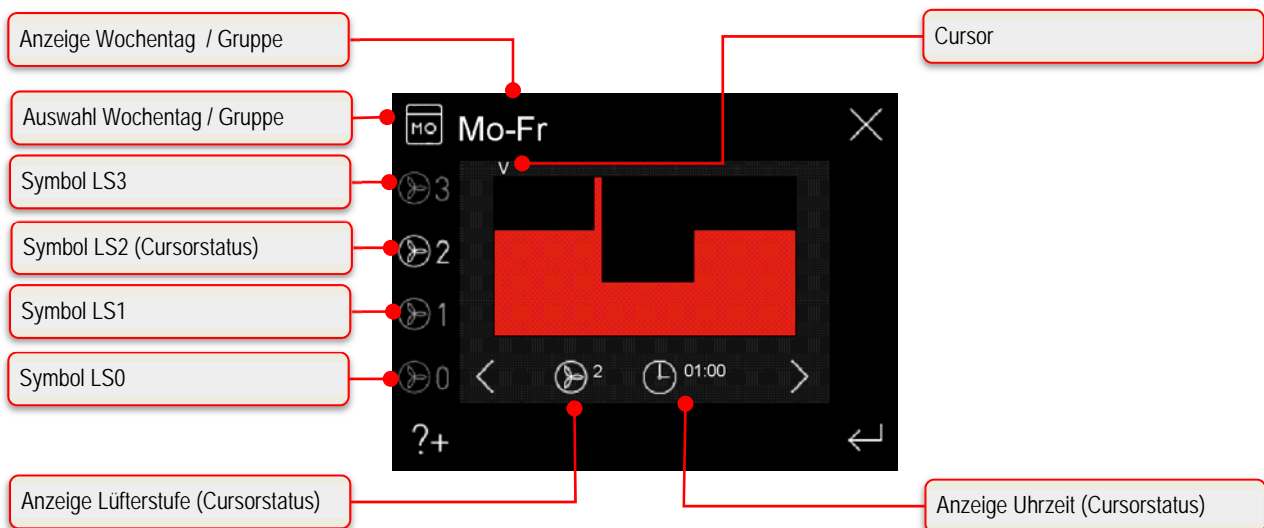 Anzeige Wochentag / Gruppe
Cursor
Auswahl Wochentag / Gruppe
MO Mo-Fr
V
Symbol LS3
3
Symbol LS2 (Cursorstatus)
2
Symbol LS1
1
Symbol LS0
0
2 01:00
?+
Anzeige Lüfterstufe (Cursorstatus)
Anzeige Uhrzeit (Cursorstatus)